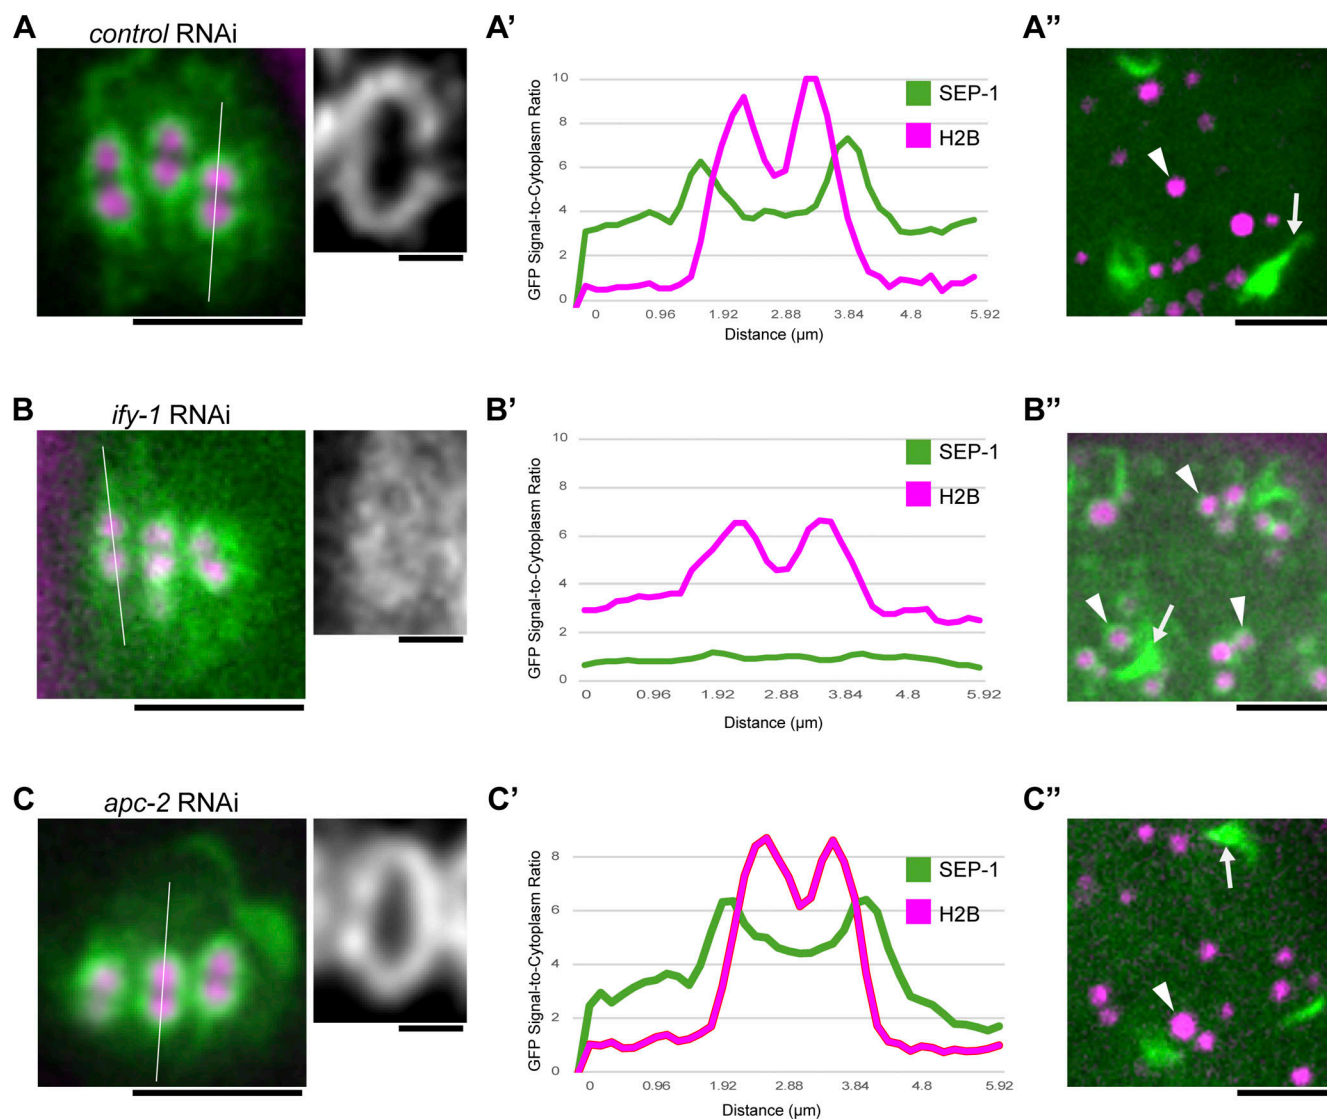 A
control RNAi
A’
GFP Signal-to-Cytoplasm Ratio
10
8
6
4
2
0
SEP-1
H2B
0 0.96 1.92 2.88 3.84 4.8 5.92
Distance (µm)
A”
B
ify-1 RNAi
B’
GFP Signal-to-Cytoplasm Ratio
10
8
6
4
2
0
SEP-1
H2B
0 0.96 1.92 2.88 3.84 4.8 5.92
Distance (µm)
B”
C
apc-2 RNAi
C’
GFP Signal-to-Cytoplasm Ratio
8
6
4
2
0
SEP-1
H2B
0 0.96 1.92 2.88 3.84 4.8 5.92
Distance (µm)
C”